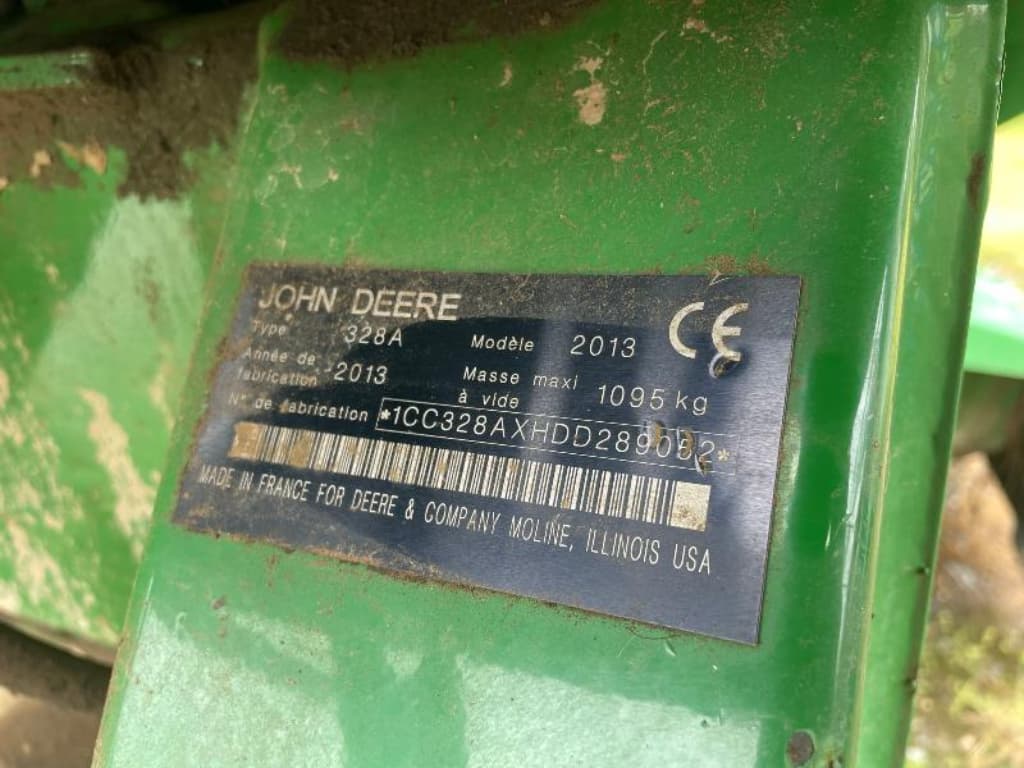 JOHN DEERE
CE
Type 328A Modèle 2013
Année de fabrication 2013 Masse maxi à vide 1095 kg
N° de fabrication *1CC328AXHDD289052*
MADE IN FRANCE FOR DEERE & COMPANY MOLINE, ILLINOIS USA